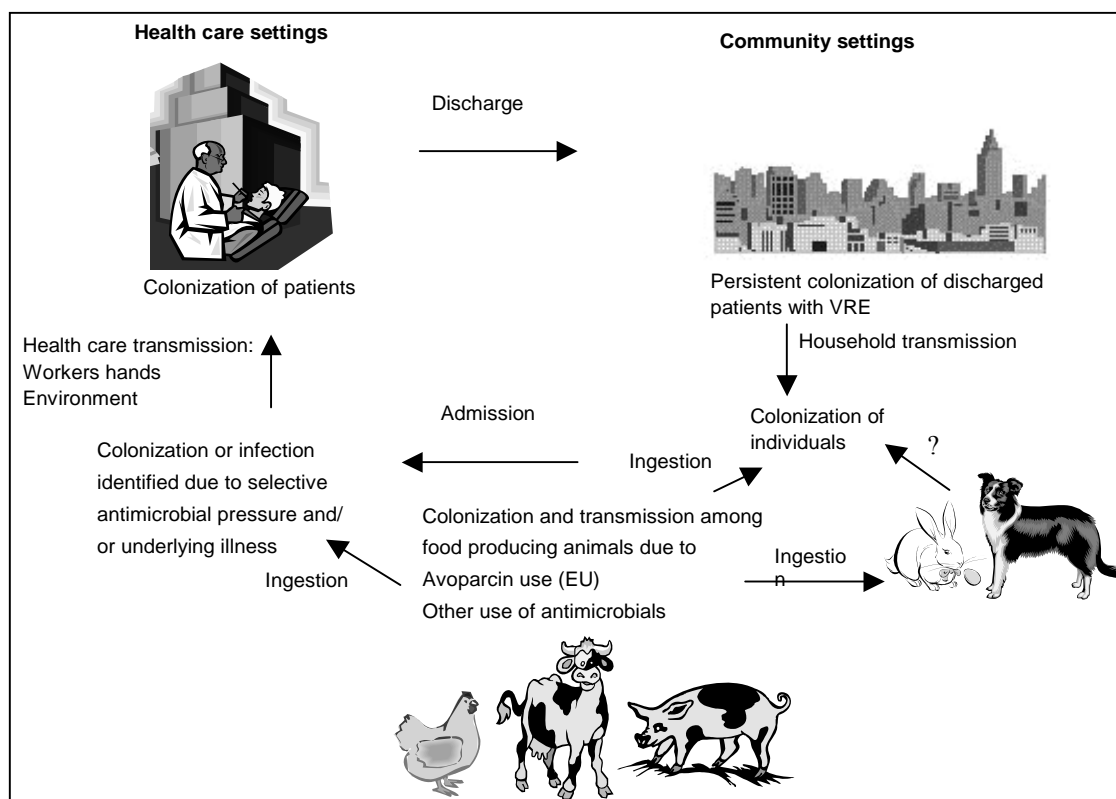 Health care settings
Community settings
Discharge
Colonization of patients
Persistent colonization of discharged
patients with VRE
Health care transmission:
Workers hands
Environment
Household transmission
Admission
Colonization of
individuals
?
Colonization or infection
identified due to selective
antimicrobial pressure and/
or underlying illness
Ingestion
Ingestion
Colonization and transmission among
food producing animals due to
Avoparcin use (EU)
Other use of antimicrobials
Ingestio
n